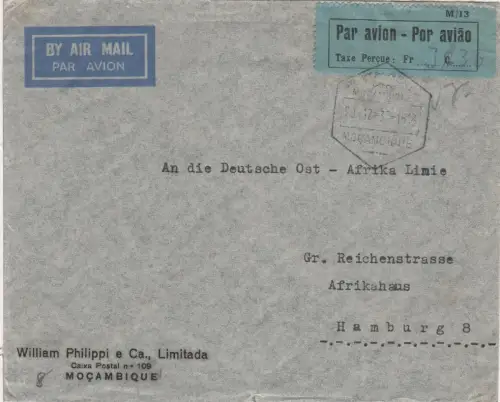 BY AIR MAIL
PAR AVION
M/13
Par avion - Por avião
Taxe Perçue: Fr G.
MOÇAMBIQUE
An die Deutsche Ost - Afrika Limie
Gr. Reichenstrasse
Afrikahaus
Hamburg 8
William Philippi e Ca., Limitada
Caixa Postal n.º 109
MOÇAMBIQUE
8